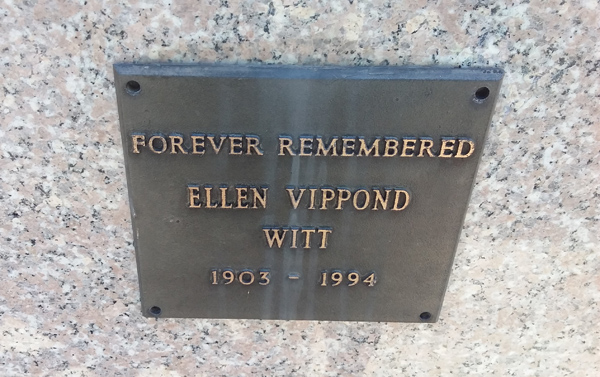 FOREVER REMEMBERED
ELLEN VIPPOND
WITT
1903 - 1994